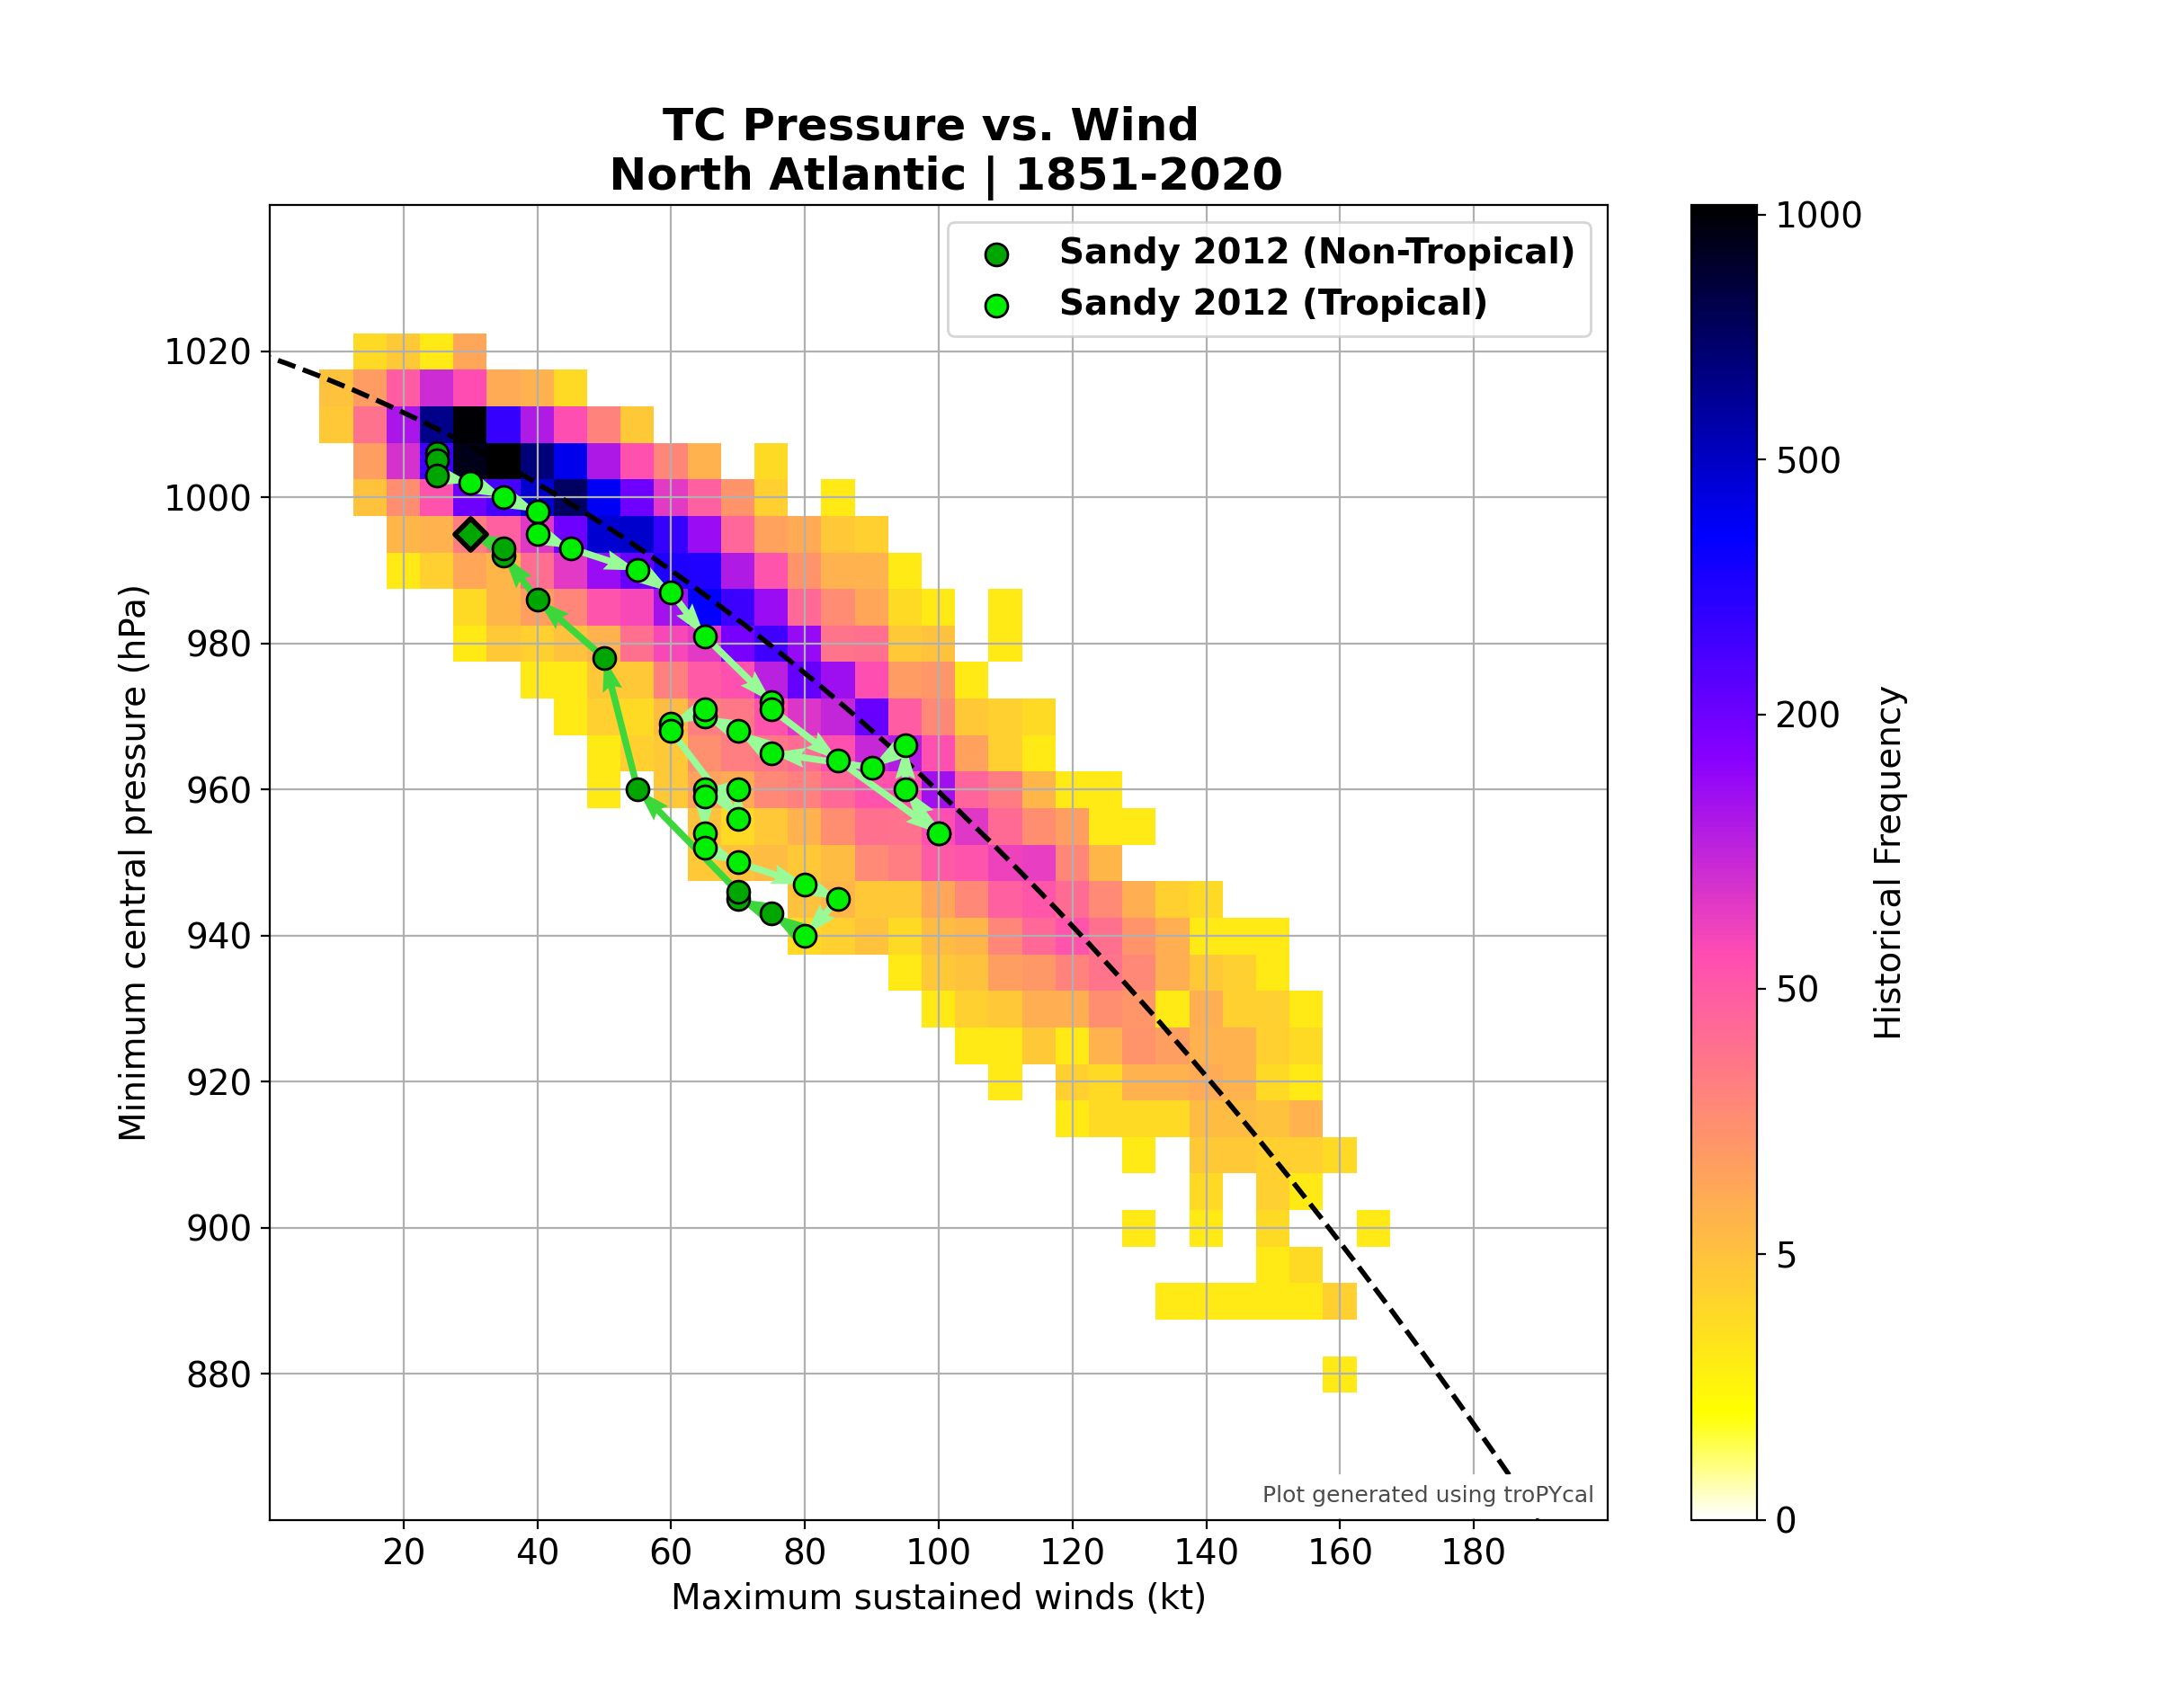 TC Pressure vs. Wind
North Atlantic | 1851-2020
Sandy 2012 (Non-Tropical)
Sandy 2012 (Tropical)
Minimum central pressure (hPa)
1020
1000
980
960
940
920
900
880
20 40 60 80 100 120 140 160 180
Maximum sustained winds (kt)
Plot generated using troPYcal
1000
500
200
50
5
0
Historical Frequency